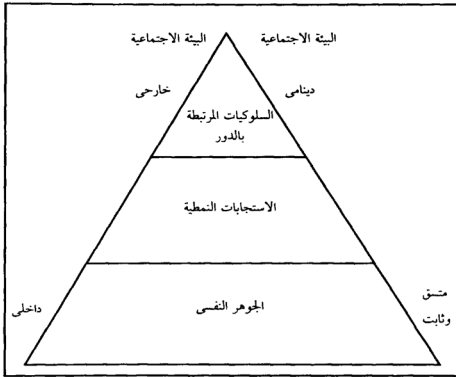 البيئة الاجتماعية
البيئة الاجتماعية
دينامى
خارجى
السلوكيات المرتبطة
بالدور
الاستجابات النمطية
الجوهر النفسى
متسق
وثابت
داخلى